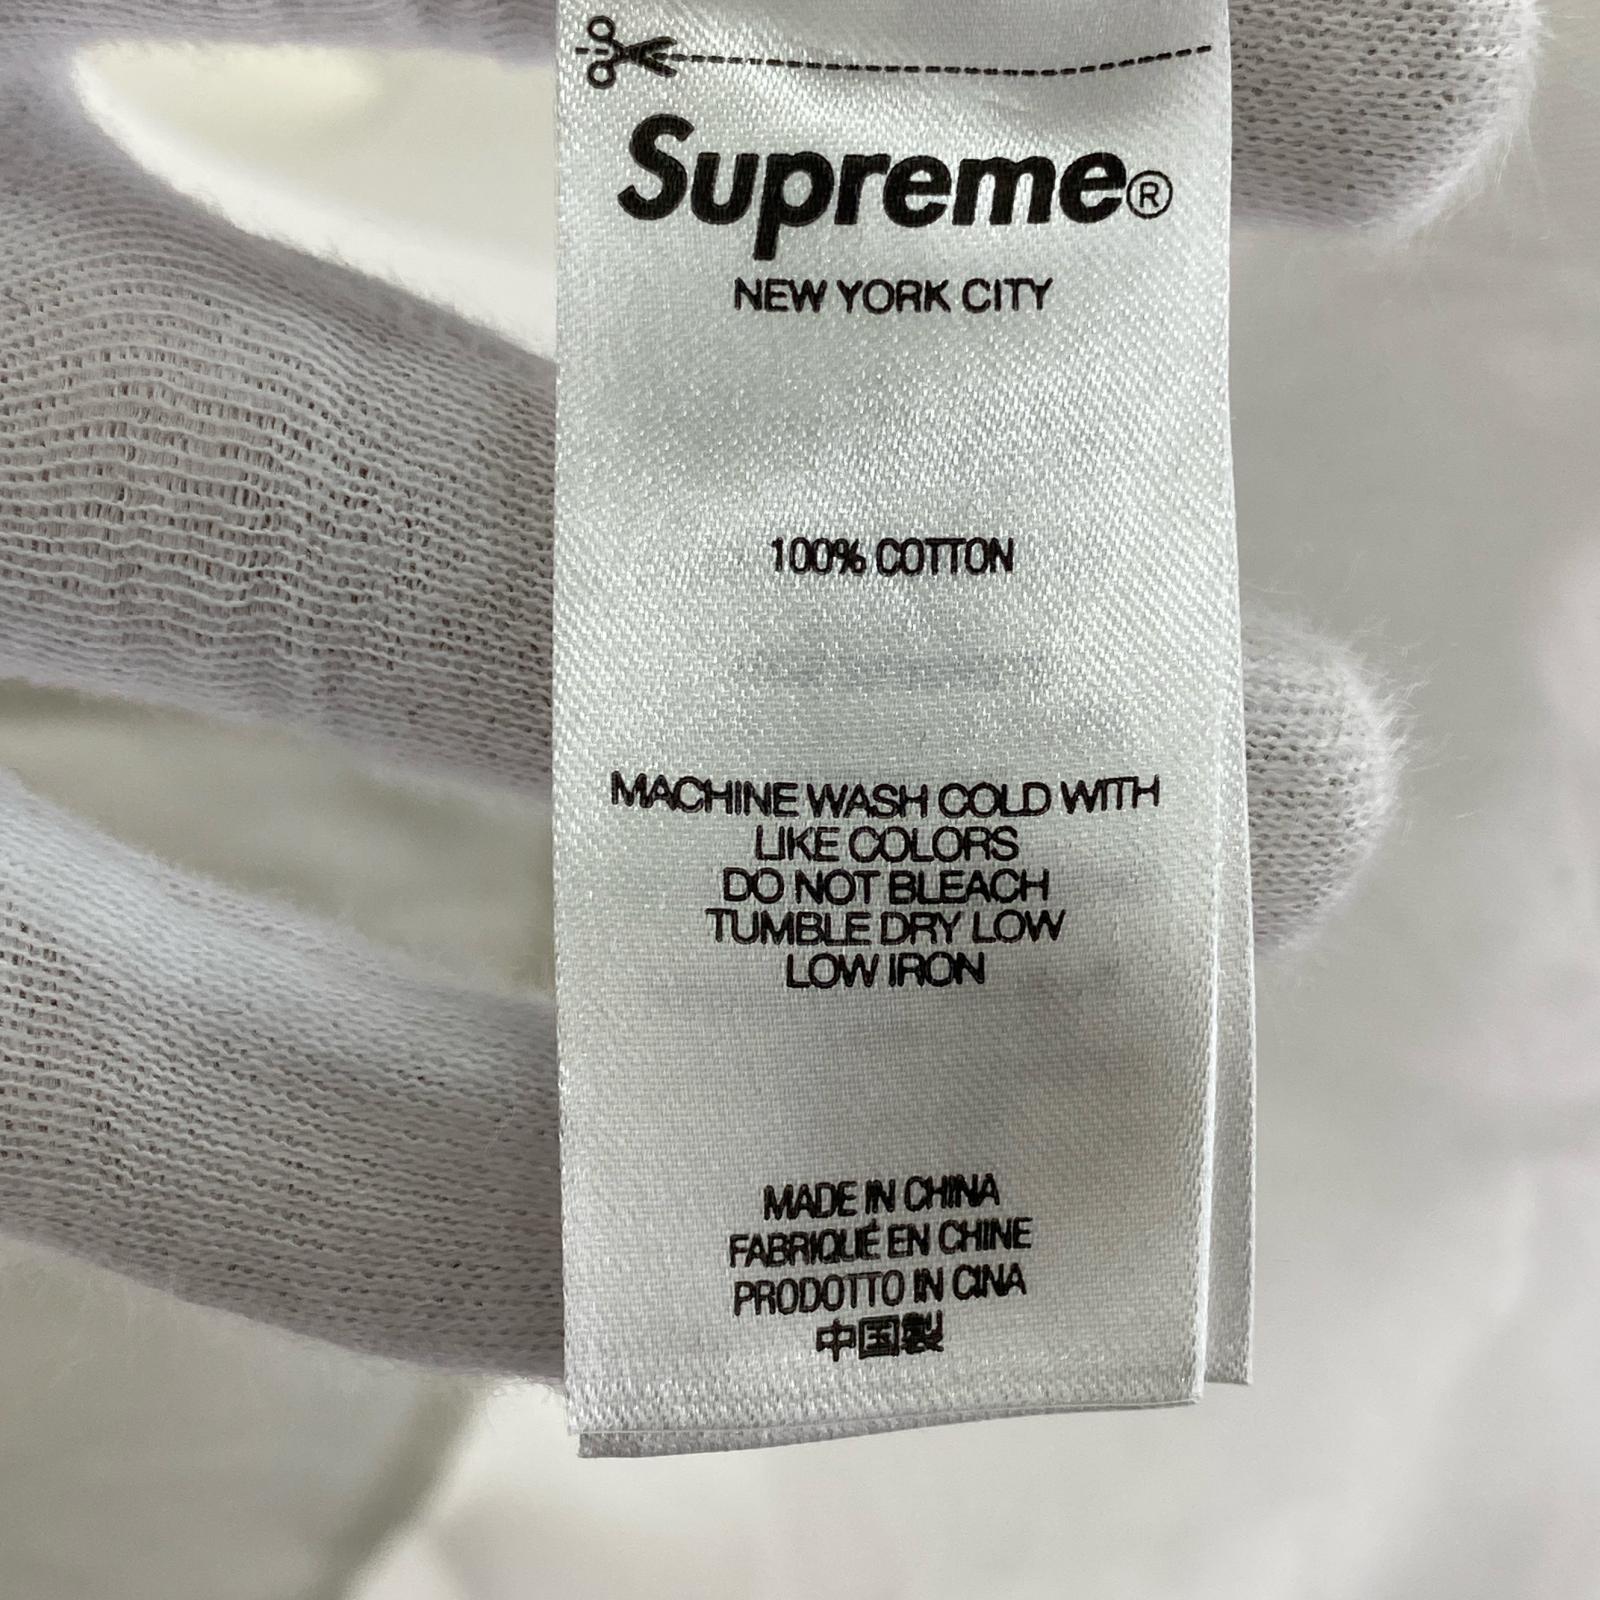 Supreme®
NEW YORK CITY
100% COTTON
MACHINE WASH COLD WITH
LIKE COLORS
DO NOT BLEACH
TUMBLE DRY LOW
LOW IRON
MADE IN CHINA
FABRIQUÉ EN CHINE
PRODOTTO IN CINA
中国製